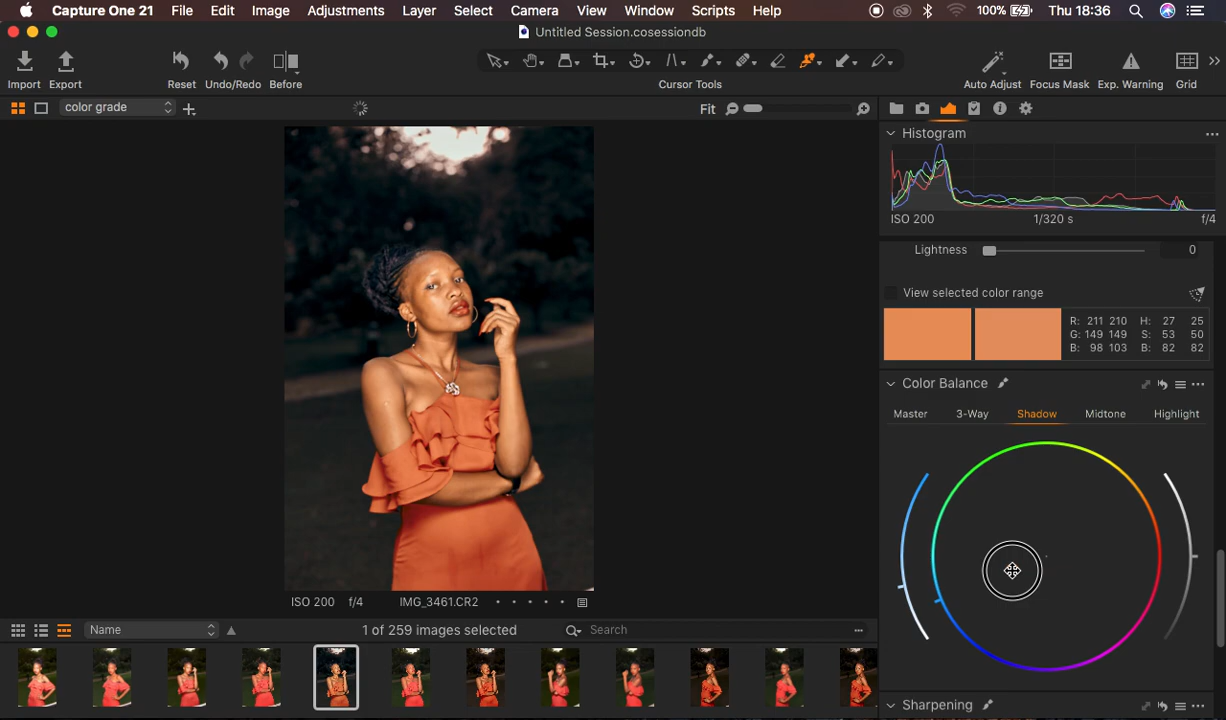 Capture One 21 File Edit Image Adjustments Layer Select Camera View Window Scripts Help 100% Thu 18:36
Untitled Session.cosessiondb
Import Export Reset Undo/Redo Before Cursor Tools Auto Adjust Focus Mask Exp. Warning Grid
color grade Fit
Histogram
ISO 200 1/320 s f/4
Lightness 0
View selected color range
R: 211 210 H: 27 25
G: 149 149 S: 53 50
B: 98 103 B: 82 82
Color Balance
Master 3-Way Shadow Midtone Highlight
ISO 200 f/4 IMG_3461.CR2
Name 1 of 259 images selected Search
Sharpening